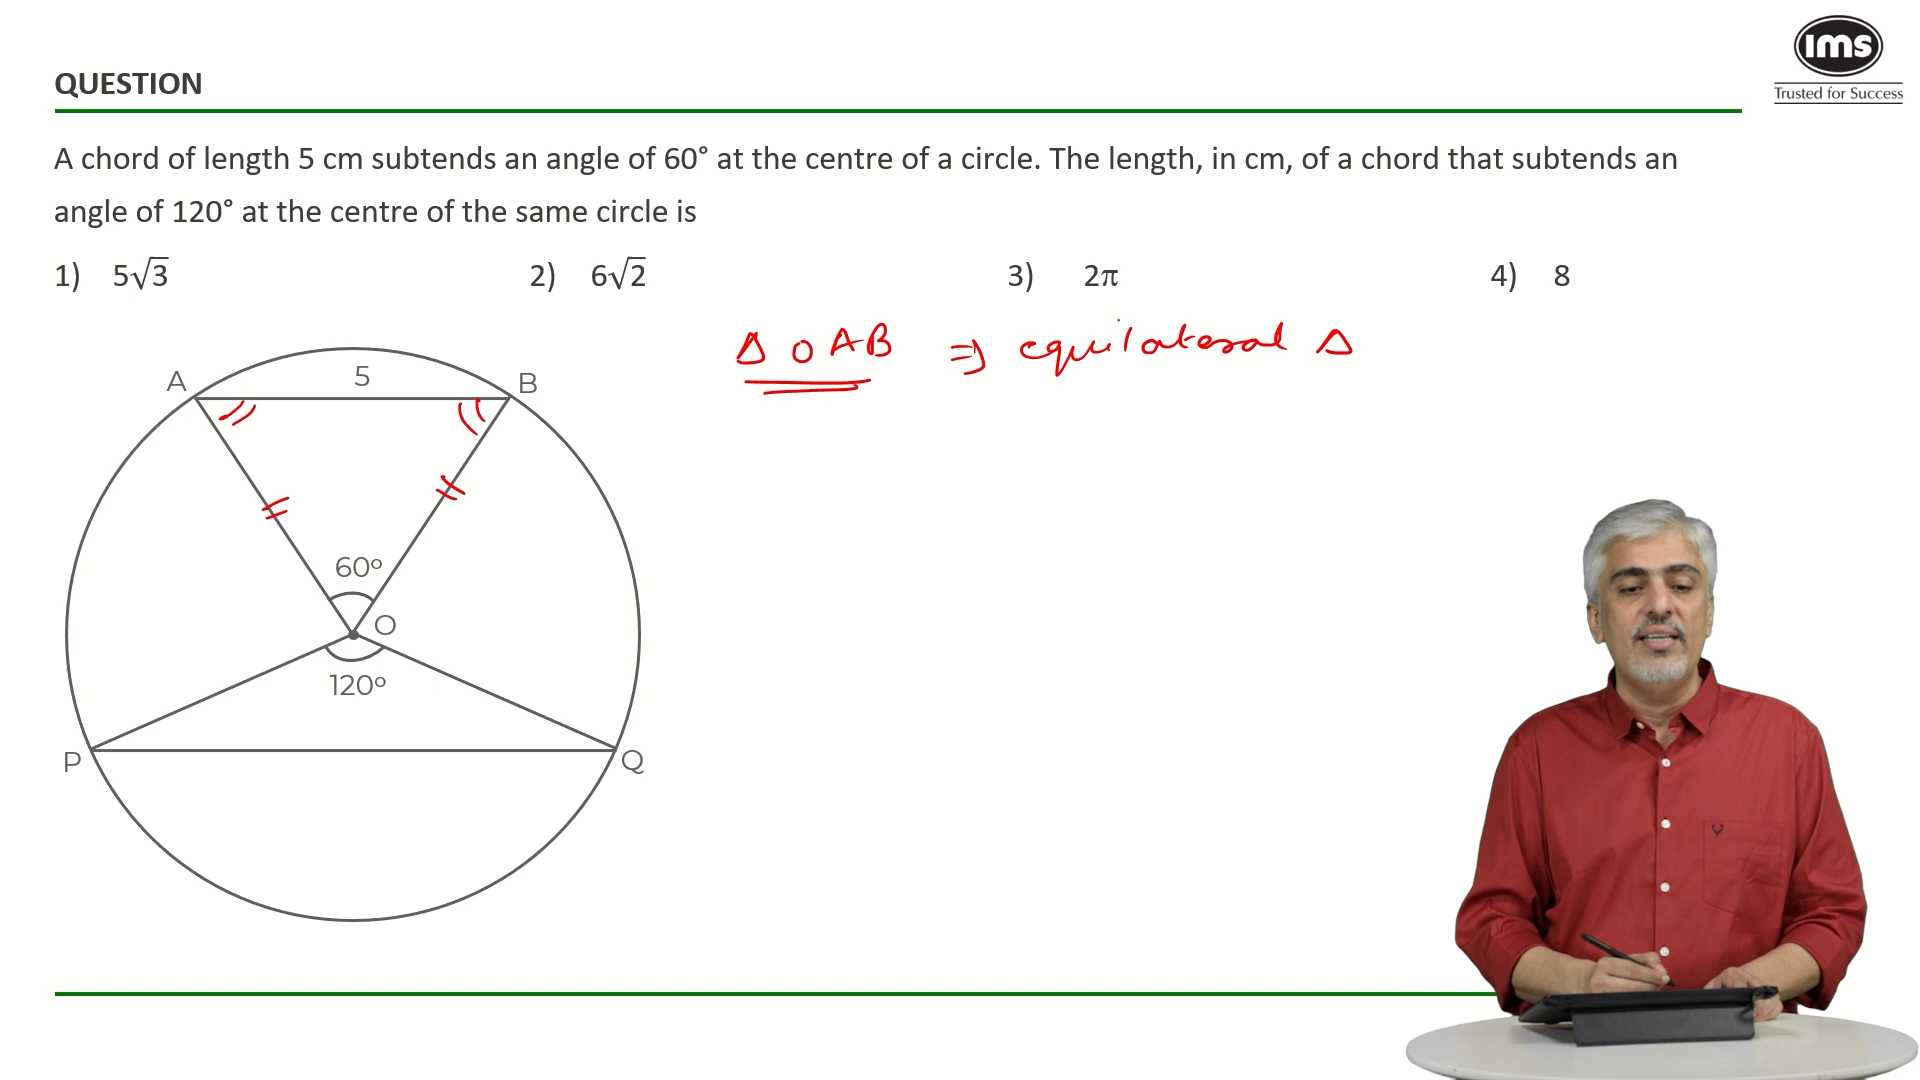 ims
Trusted for Success
QUESTION
A chord of length 5 cm subtends an angle of 60° at the centre of a circle. The length, in cm, of a chord that subtends an
angle of 120° at the centre of the same circle is
1) 5√3 2) 6√2 3) 2π 4) 8
Δ OAB ⇒ equilateral Δ
A 5 B
60°
O
120°
P Q